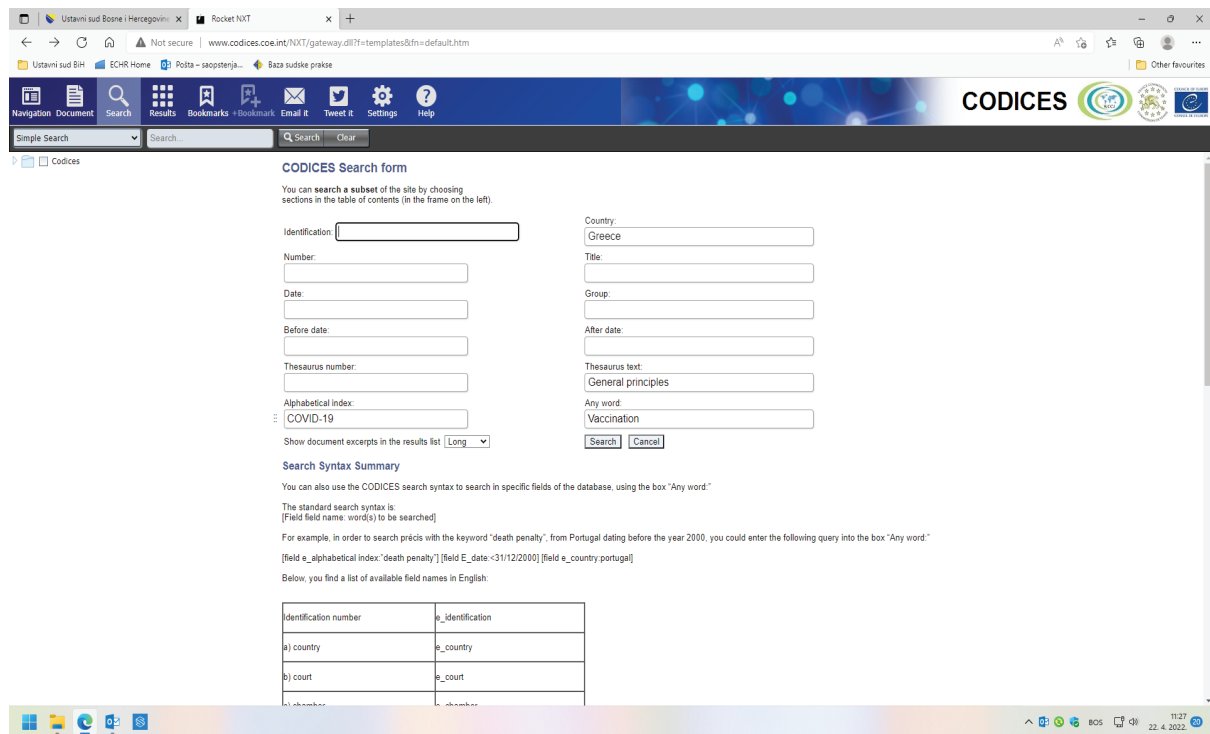 Ustavni sud Bosne i Hercegovine
Rocket NXT
Not secure
www.codices.coe.int/NXT/gateway.dll?f=templates&fn=default.htm
Ustavni sud BiH
ECHR Home
Pošta – saopstenja...
Baza sudske prakse
Other favourites
Navigation Document Search Results Bookmarks +Bookmark Email it Tweet it Settings Help
CODICES
Simple Search
Search...
Search
Clear
Codices
CODICES Search form
You can search a subset of the site by choosing
sections in the table of contents (in the frame on the left).
Identification:
Country:
Greece
Number:
Title:
Date:
Group:
Before date:
After date:
Thesaurus number:
Thesaurus text:
General principles
Alphabetical index:
COVID-19
Any word:
Vaccination
Show document excerpts in the results list Long
Search Cancel
Search Syntax Summary
You can also use the CODICES search syntax to search in specific fields of the database, using the box "Any word:"
The standard search syntax is:
[Field field name: word(s) to be searched]
For example, in order to search précis with the keyword "death penalty", from Portugal dating before the year 2000, you could enter the following query into the box "Any word:"
[field e_alphabetical index:"death penalty"] [field E_date:<31/12/2000] [field e_country:portugal]
Below, you find a list of available field names in English:
Identification number e_identification
a) country e_country
b) court e_court
c) chamber e_chamber
BOS
11:27
22. 4. 2022.
20